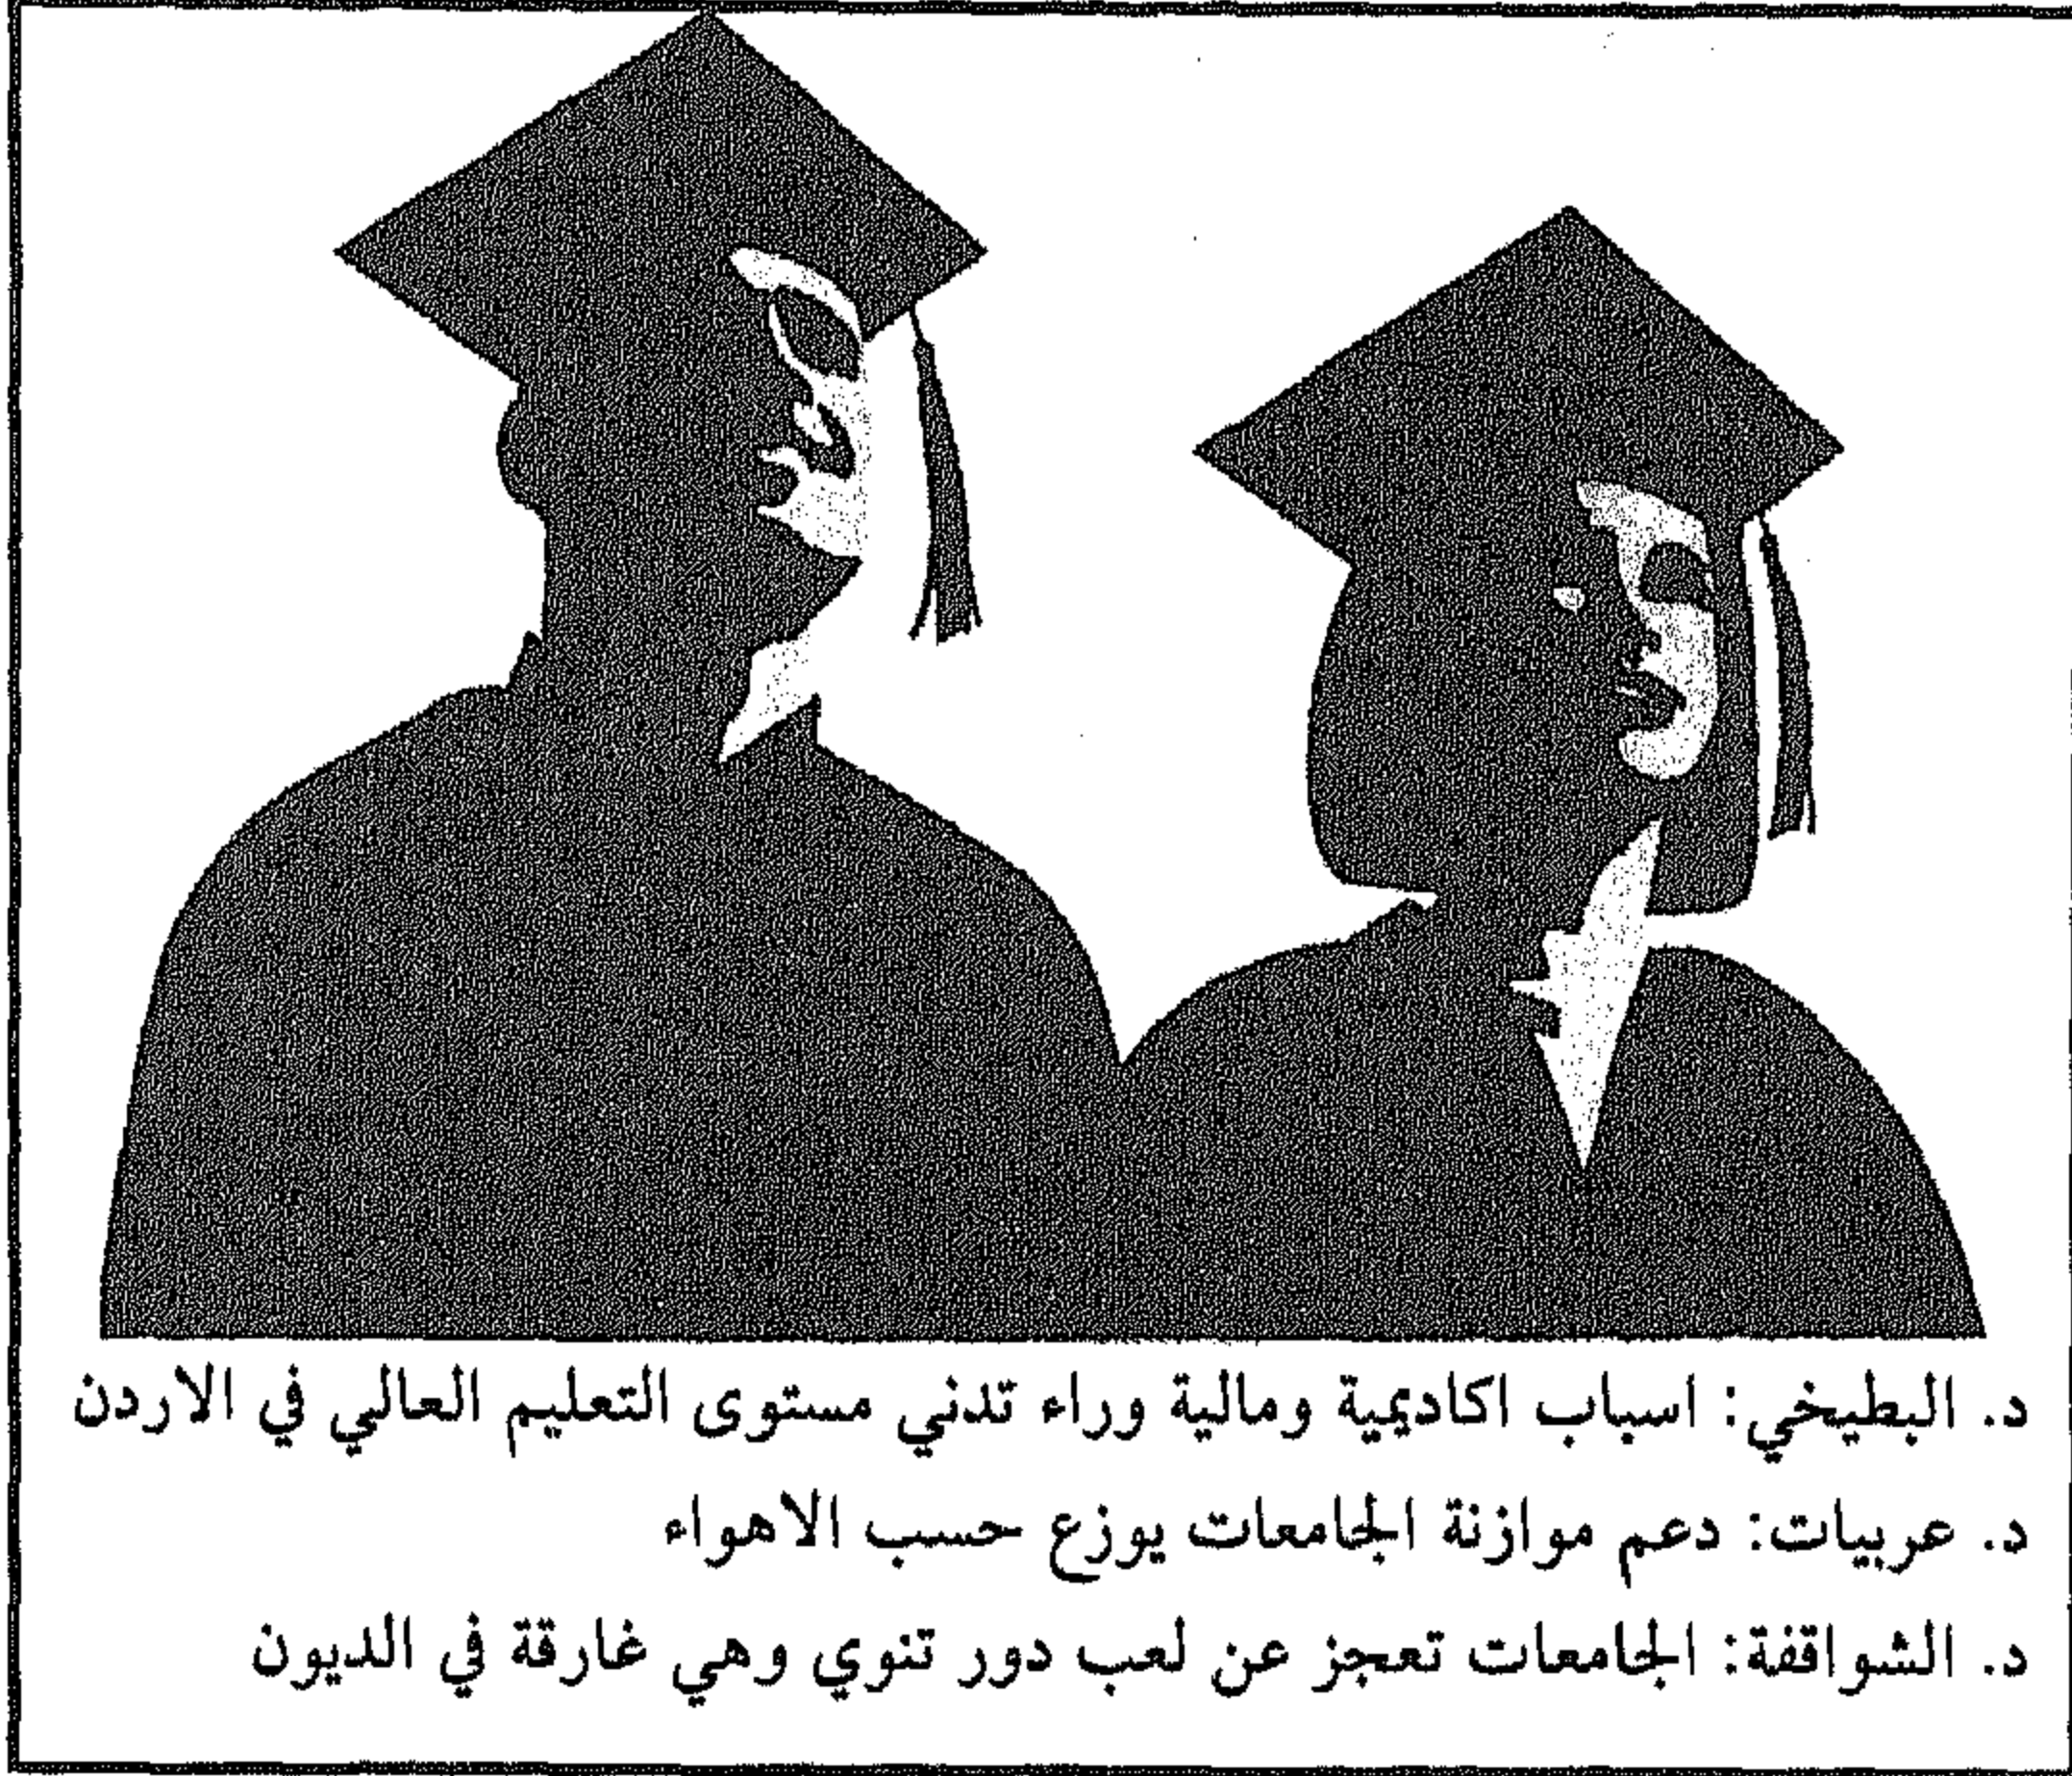 د. البطيخي: اسباب اكاديمية ومالية وراء تدني مستوى التعليم العالي في الاردن
د. عربيات: دعم موازنة الجامعات يوزع حسب الاهواء
د. الشواقفة: الجامعات تعجز عن لعب دور تنوي وهي غارقة في الديون